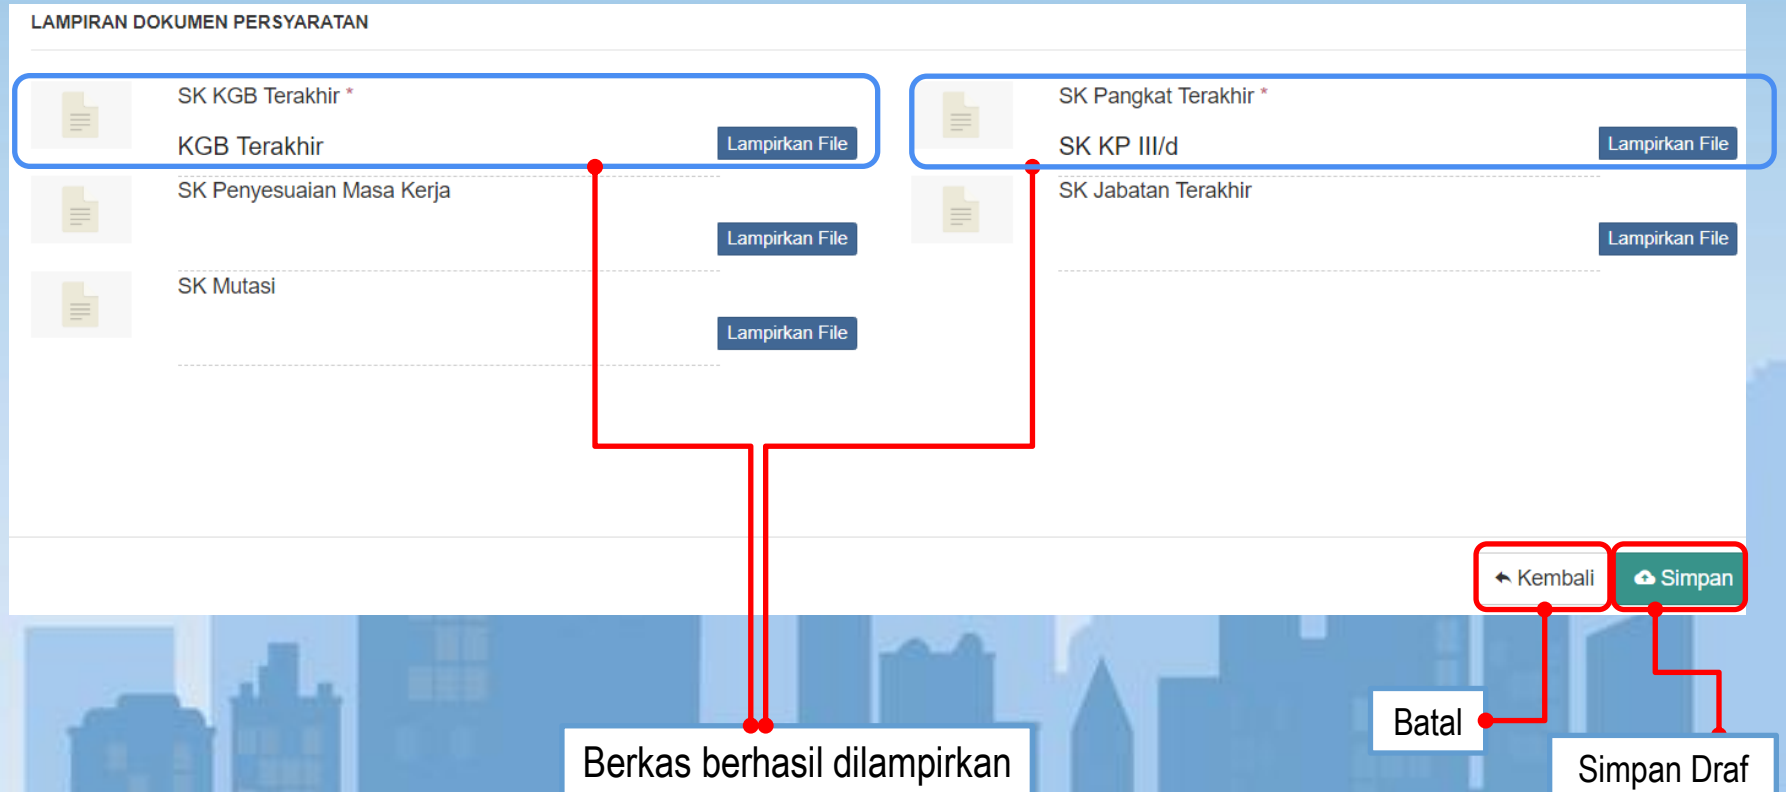 LAMPIRAN DOKUMEN PERSYARATAN
SK KGB Terakhir *
KGB Terakhir
Lampirkan File
SK Pangkat Terakhir *
SK KP III/d
Lampirkan File
SK Penyesuaian Masa Kerja
Lampirkan File
SK Jabatan Terakhir
Lampirkan File
SK Mutasi
Lampirkan File
Kembali
Simpan
Batal
Berkas berhasil dilampirkan
Simpan Draf